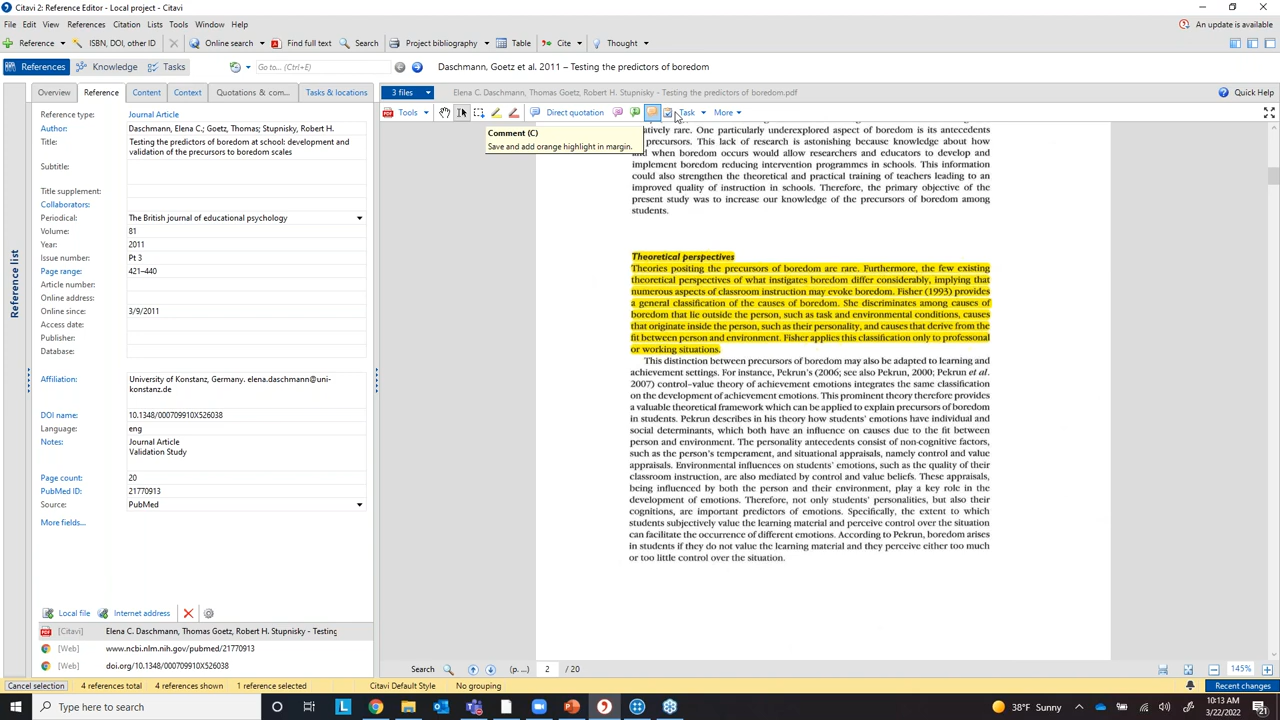 Citavi 2: Reference Editor - Local project - Citavi
File Edit View References Citation Lists Tools Window Help
An update is available
Reference ISBN, DOI, other ID Online search Find full text Search Project bibliography Table Cite Thought
References Knowledge Tasks Go to... (Ctrl+E) Daschmann, Goetz et al. 2011 – Testing the predictors of boredom
Overview Reference Content Context Quotations & com... Tasks & locations
3 files Elena C. Daschmann, Thomas Goetz, Robert H. Stupnisky - Testing the predictors of boredom.pdf
Quick Help
Tools Direct quotation Task More
Comment (C)
Save and add orange highlight in margin.
Reference list
Reference type: Journal Article
Author: Daschmann, Elena C.; Goetz, Thomas; Stupnisky, Robert H.
Title: Testing the predictors of boredom at school: development and
validation of the precursors to boredom scales
Subtitle:
Title supplement:
Collaborators:
Periodical: The British journal of educational psychology
Volume: 81
Year: 2011
Issue number: Pt 3
Page range: 421–440
Article number:
Online address:
Online since: 3/9/2011
Access date:
Publisher:
Database:
Affiliation: University of Konstanz, Germany. elena.daschmann@uni-
konstanz.de
DOI name: 10.1348/000709910X526038
Language: eng
Notes: Journal Article
Validation Study
Page count: 20
PubMed ID: 21770913
Source: PubMed
More fields...
Local file Internet address
[Citavi] Elena C. Daschmann, Thomas Goetz, Robert H. Stupnisky - Testing
[Web] www.ncbi.nlm.nih.gov/pubmed/21770913
[Web] doi.org/10.1348/000709910X526038
rare. One particularly underexplored aspect of boredom is its antecedents
precursors. This lack of research is astonishing because knowledge about how
and when boredom occurs would allow researchers and educators to develop and
implement boredom reducing intervention programmes in schools. This information
could also strengthen the theoretical and practical training of teachers leading to an
improved quality of instruction in schools. Therefore, the primary objective of the
present study was to increase our knowledge of the precursors of boredom among
students.
Theoretical perspectives
Theories positing the precursors of boredom are rare. Furthermore, the few existing
theoretical perspectives of what instigates boredom differ considerably, implying that
numerous aspects of classroom instruction may evoke boredom. Fisher (1993) provides
a general classification of the causes of boredom. She discriminates among causes of
boredom that lie outside the person, such as task and environmental conditions, causes
that originate inside the person, such as their personality, and causes that derive from the
fit between person and environment. Fisher applies this classification only to professional
or working situations.
This distinction between precursors of boredom may also be adapted to learning and
achievement settings. For instance, Pekrun's (2006; see also Pekrun, 2000; Pekrun et al.
2007) control–value theory of achievement emotions integrates the same classification
on the development of achievement emotions. This prominent theory therefore provides
a valuable theoretical framework which can be applied to explain precursors of boredom
in students. Pekrun describes in his theory how students' emotions have individual and
social determinants, which both have an influence on causes due to the fit between
person and environment. The personality antecedents consist of non-cognitive factors,
such as the person's temperament, and situational appraisals, namely control and value
appraisals. Environmental influences on students' emotions, such as the quality of their
classroom instruction, are also mediated by control and value beliefs. These appraisals,
being influenced by both the person and their environment, play a key role in the
development of emotions. Therefore, not only students' personalities, but also their
cognitions, are important predictors of emotions. Specifically, the extent to which
students subjectively value the learning material and perceive control over the situation
can facilitate the occurrence of different emotions. According to Pekrun, boredom arises
in students if they do not value the learning material and they perceive either too much
or too little control over the situation.
Search (p. ...) 2 / 20 145%
Cancel selection 4 references total 4 references shown 1 reference selected Citavi Default Style No grouping Recent changes
Type here to search 38°F Sunny 10:13 AM
3/22/2022